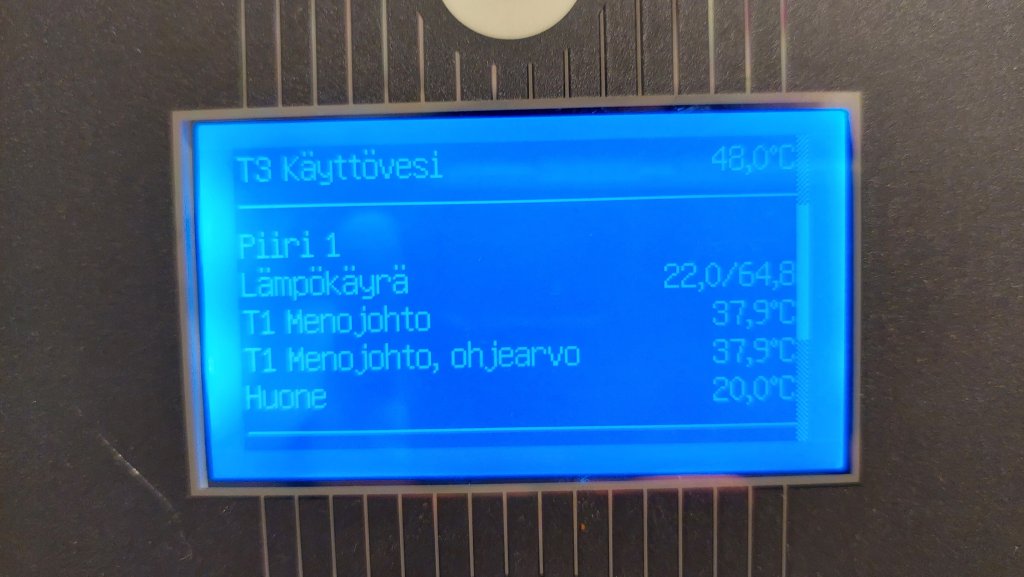 T3 Käyttövesi 48,0°C
Piiri 1
Lämpökäyrä 22,0/64,8
T1 Menojohto 37,9°C
T1 Menojohto, ohjearvo 37,9°C
Huone 20,0°C